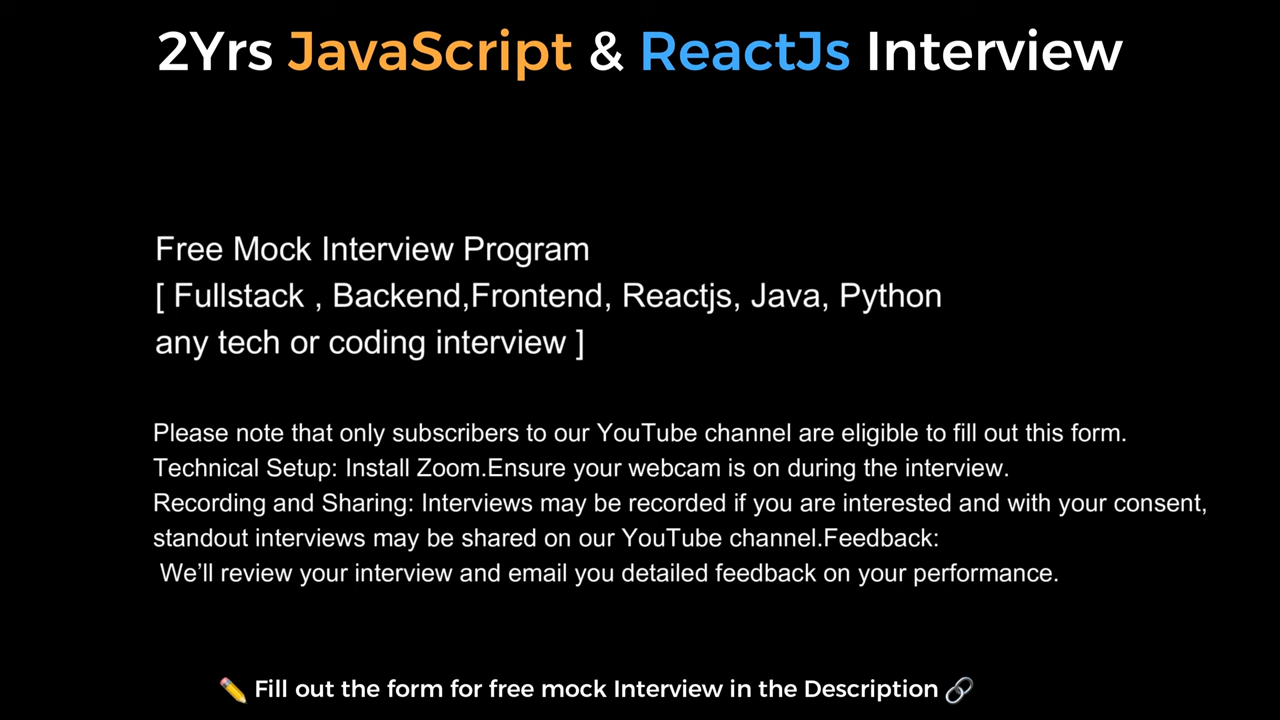 2Yrs JavaScript & ReactJs Interview
Free Mock Interview Program
[ Fullstack , Backend,Frontend, Reactjs, Java, Python
any tech or coding interview ]
Please note that only subscribers to our YouTube channel are eligible to fill out this form.
Technical Setup: Install Zoom.Ensure your webcam is on during the interview.
Recording and Sharing: Interviews may be recorded if you are interested and with your consent,
standout interviews may be shared on our YouTube channel.Feedback:
We’ll review your interview and email you detailed feedback on your performance.
✏️ Fill out the form for free mock Interview in the Description 🔗